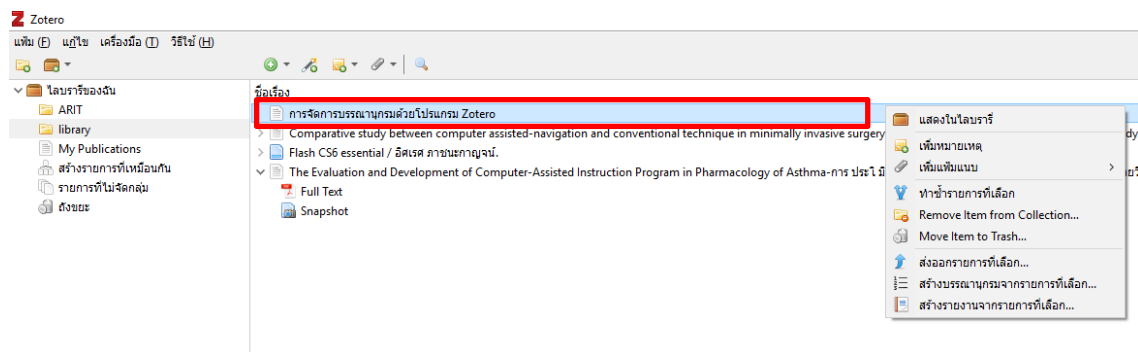 Zotero
แฟ้ม (F) แก้ไข เครื่องมือ (T) วิธีใช้ (H)
ไลบรารีของฉัน
ARIT
library
My Publications
สร้างรายการที่เหมือนกัน
รายการที่ไม่จัดกลุ่ม
ถังขยะ
ชื่อเรื่อง
การจัดการบรรณานุกรมด้วยโปรแกรม Zotero
Comparative study between computer assisted-navigation and conventional technique in minimally invasive surgery
Flash CS6 essential / อิศเรศ ภาชนะกาญจน์.
The Evaluation and Development of Computer-Assisted Instruction Program in Pharmacology of Asthma-การ ประไ มิ
Full Text
Snapshot
แสดงในไลบรารี
เพิ่มหมายเหตุ
เพิ่มแฟ้มแนบ
ทำซ้ำรายการที่เลือก
Remove Item from Collection...
Move Item to Trash...
ส่งออกรายการที่เลือก...
สร้างบรรณานุกรมจากรายการที่เลือก...
สร้างรายงานจากรายการที่เลือก...